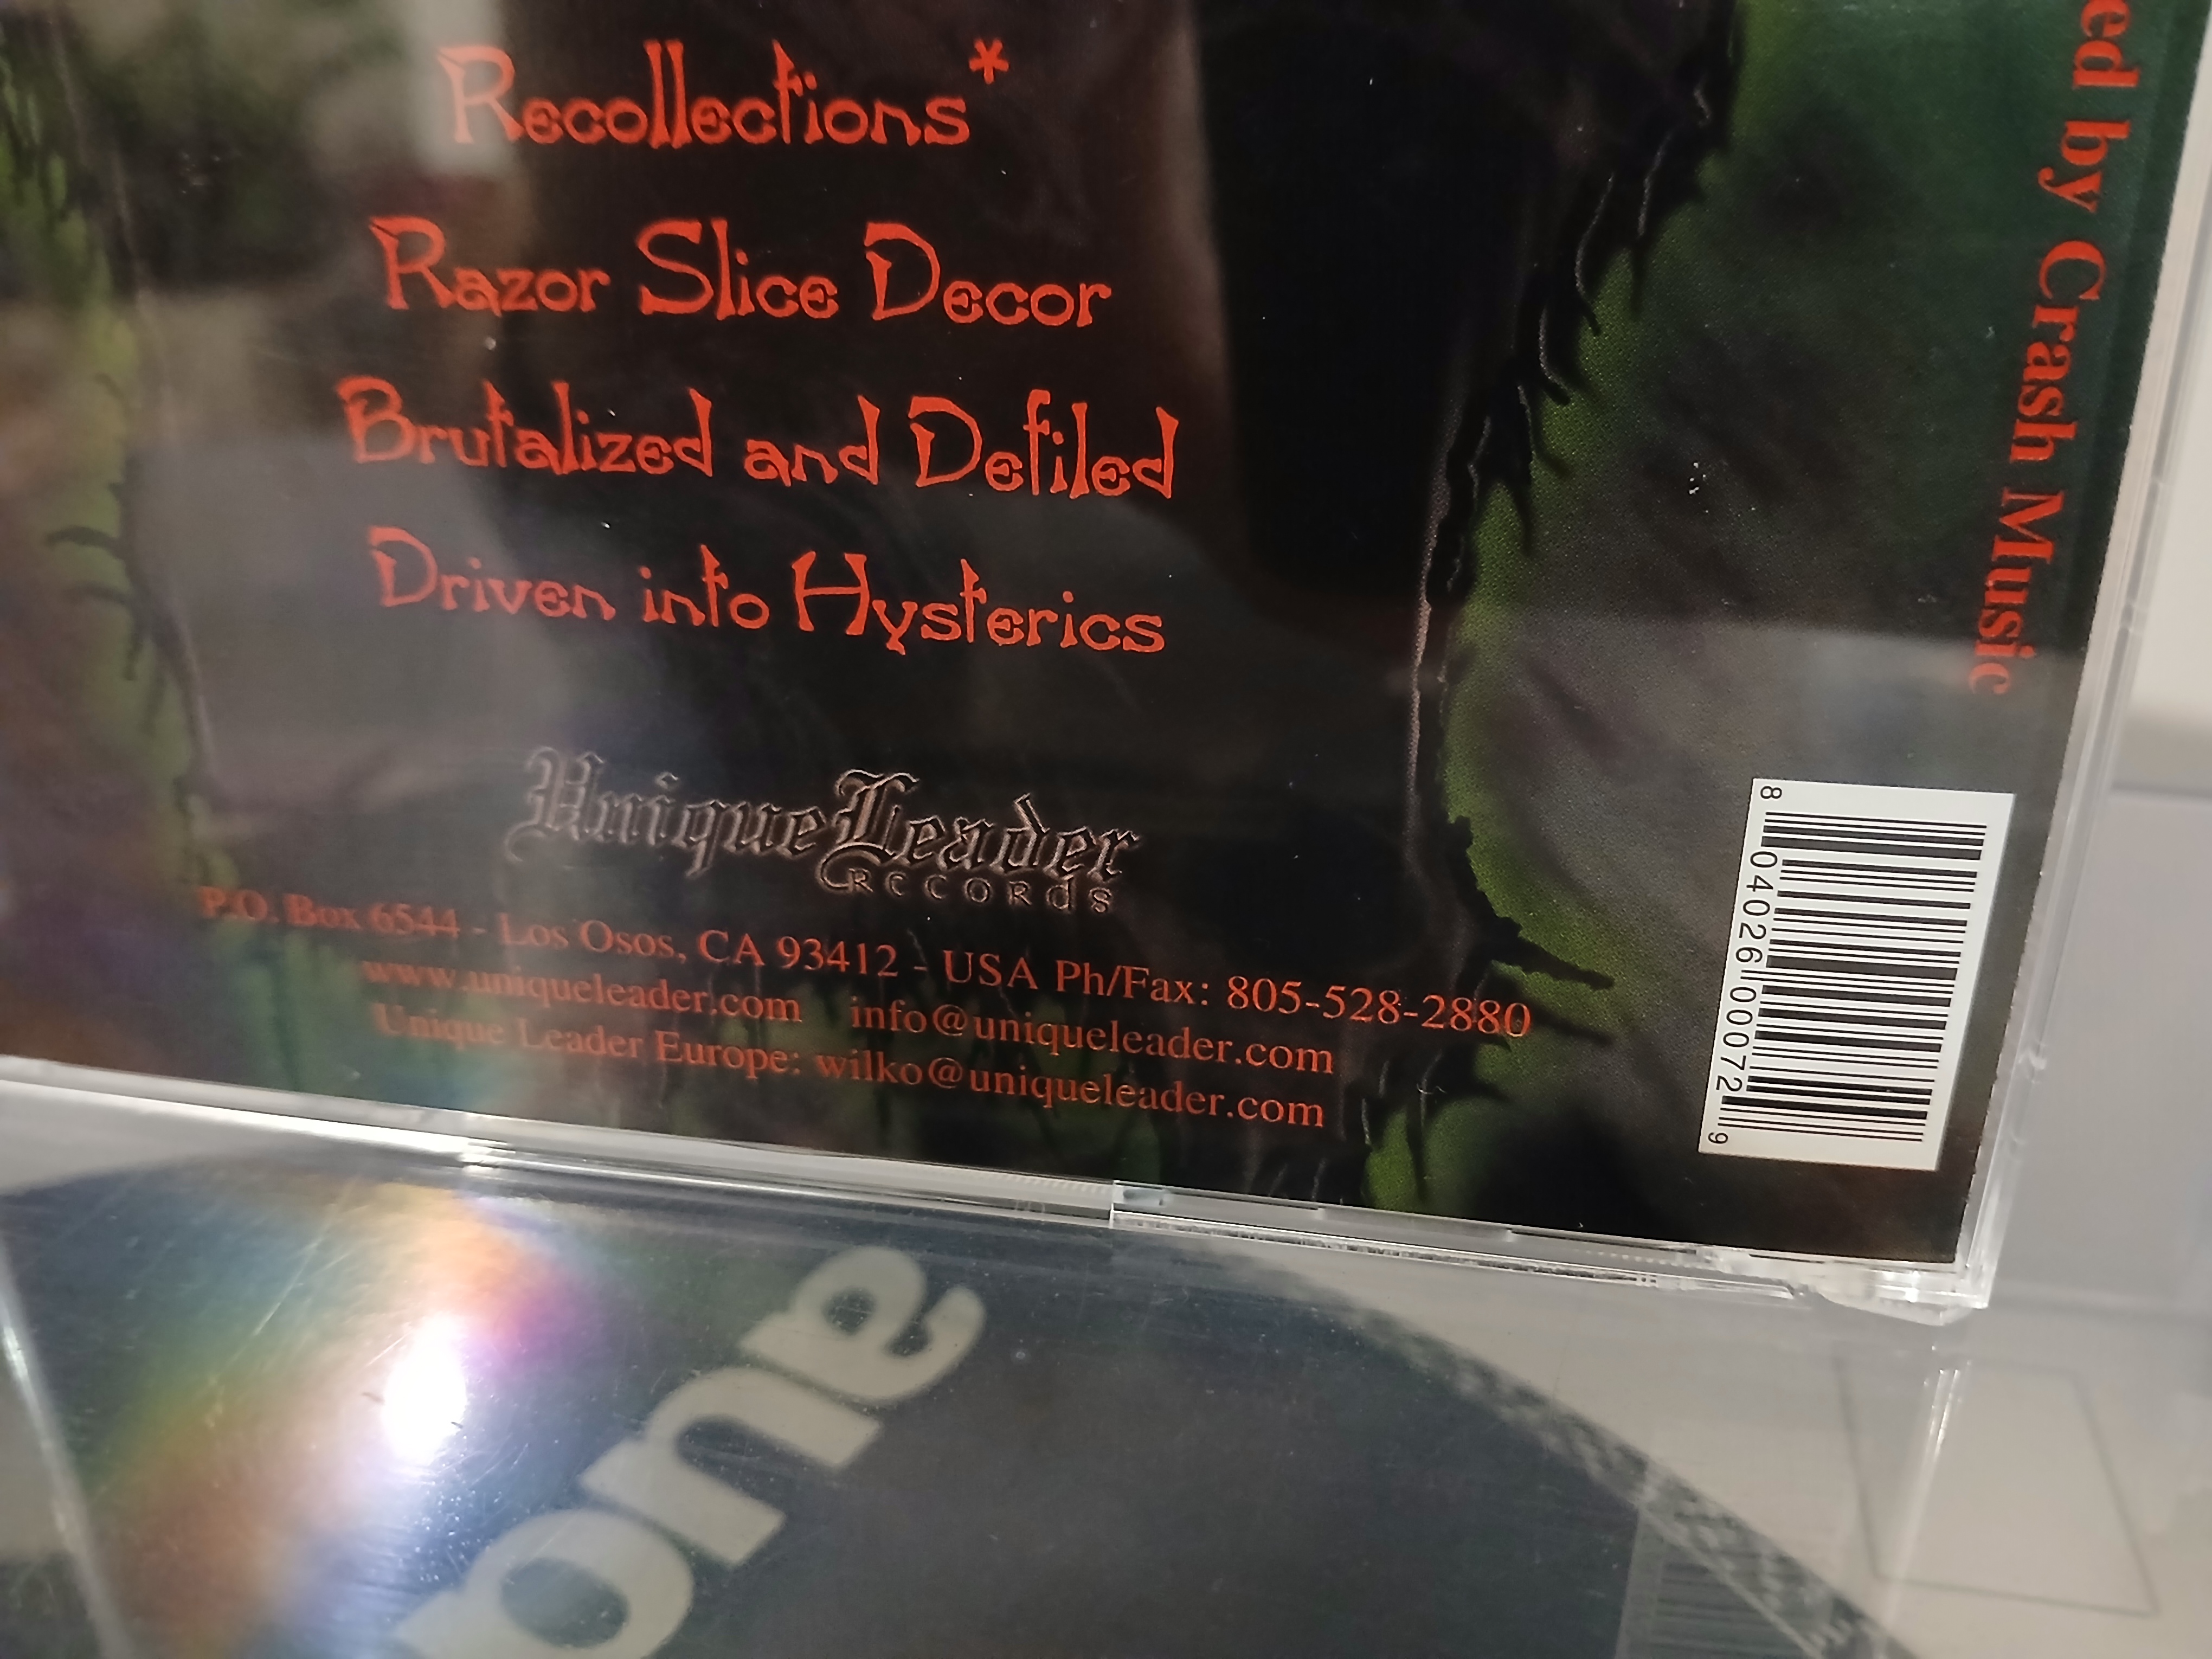 Recollections*
Razor Slice Decor
Brutalized and Defiled
Driven into Hysterics
Unique Leader
RECORDS
P.O. Box 6544 - Los Osos, CA 93412 - USA Ph/Fax: 805-528-2880
www.uniqueleader.com info@uniqueleader.com
Unique Leader Europe: wilko@uniqueleader.com
ed by Crash Music
8 04026 00072 9
one